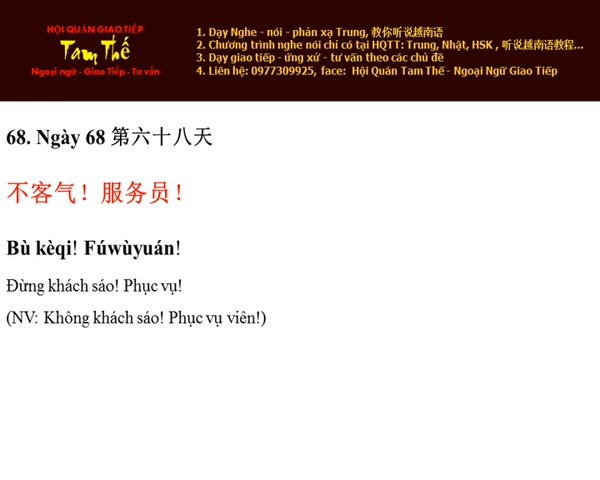 HỘI QUÁN GIAO TIẾP
Tam Thế
Ngoại ngữ - Giao Tiếp - Tư vấn
1. Dạy Nghe - nói - phản xạ Trung, 教你听说越南语
2. Chương trình nghe nói chỉ có tại HQTT: Trung, Nhật, HSK , 听说越南语教程...
3. Dạy giao tiếp - ứng xử - tư vấn theo các chủ đề
4. Liên hệ: 0977309925, face: Hội Quán Tam Thế - Ngoại Ngữ Giao Tiếp
68. Ngày 68 第六十八天
不客气！服务员！
Bù kèqi! Fúwùyuán!
Đừng khách sáo! Phục vụ!
(NV: Không khách sáo! Phục vụ viên!)